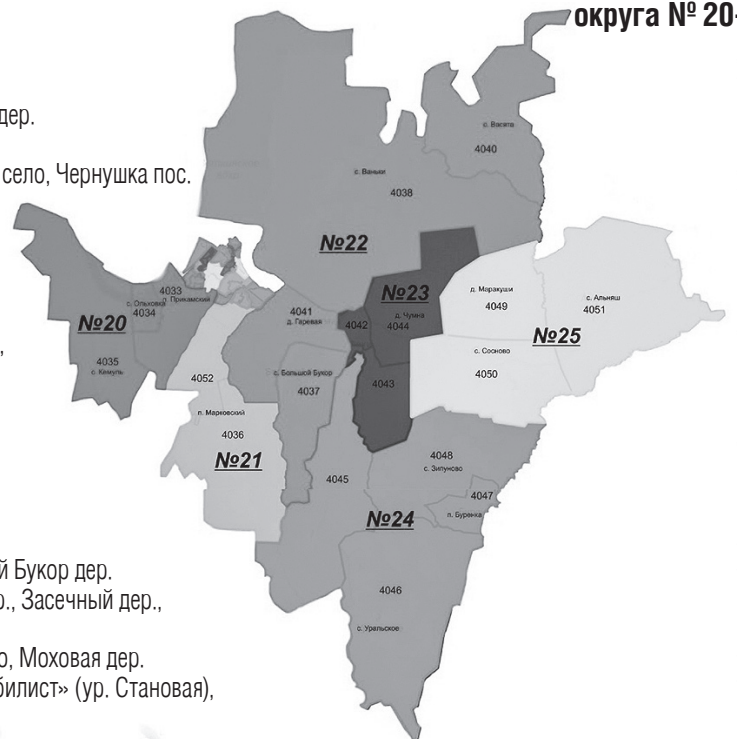 округа № 20-
дер.
село, Чернушка пос.
с. Васята
4040
с. Ваньки
4038
№22
№23
д. Маракуши
4049
с. Альняш
4051
4033
п. Прикамский
с. Ольховка
4034
№20
4035
с. Кемуль
4041
д. Гаревая
4042
д. Чумна
4044
№25
с. Сосново
4050
4052
с. Большой Букор
4037
4043
п. Марковский
4036
№21
4045
4048
с. Зипуново
4047
п. Буренка
№24
4046
с. Уральское
й Букор дер.
р., Засечный дер.,
о, Моховая дер.
билист» (ур. Становая),